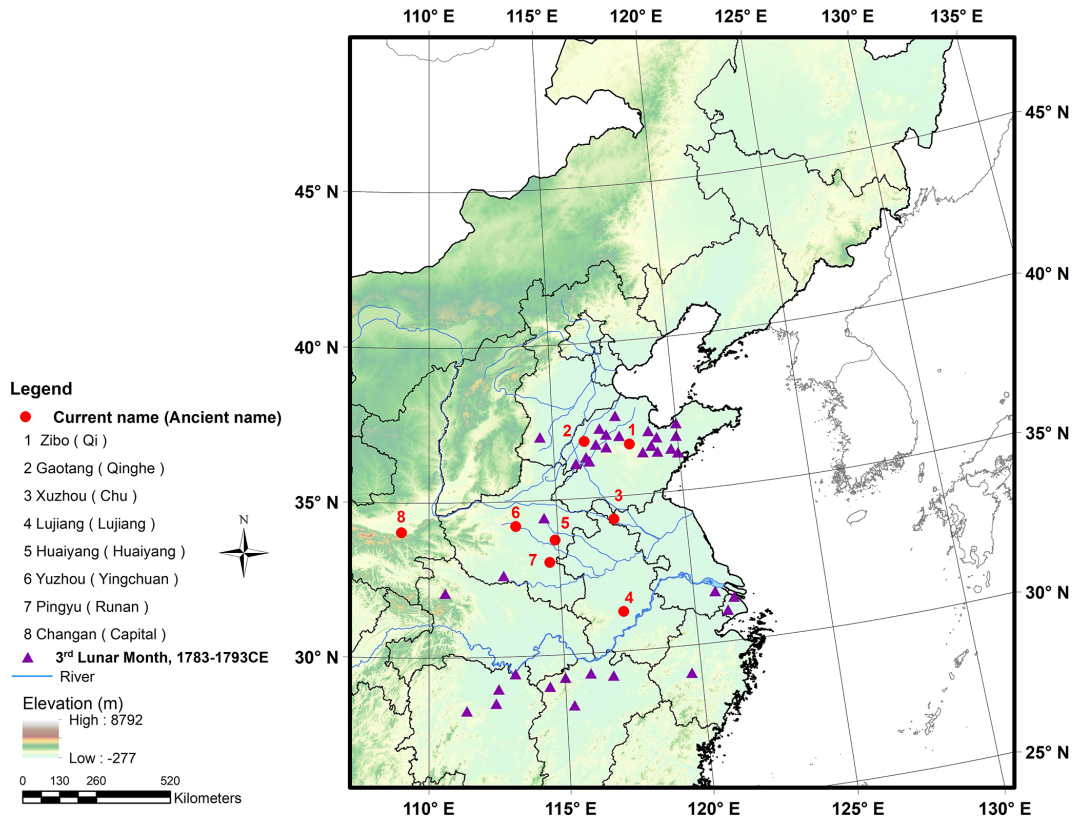 110° E 115° E 120° E 125° E 130° E 135° E
45° N
45° N
40° N
40° N
35° N
35° N
30° N
30° N
25° N
110° E 115° E 120° E 125° E 130° E
1
2
3
4
5
6
7
8
Legend
Current name (Ancient name)
1 Zibo ( Qi )
2 Gaotang ( Qinghe )
3 Xuzhou ( Chu )
4 Lujiang ( Lujiang )
5 Huaiyang ( Huaiyang )
6 Yuzhou ( Yingchuan )
7 Pingyu ( Runan )
8 Changan ( Capital )
3rd Lunar Month, 1783-1793CE
River
Elevation (m)
High : 8792
Low : -277
0 130 260 520
Kilometers
N